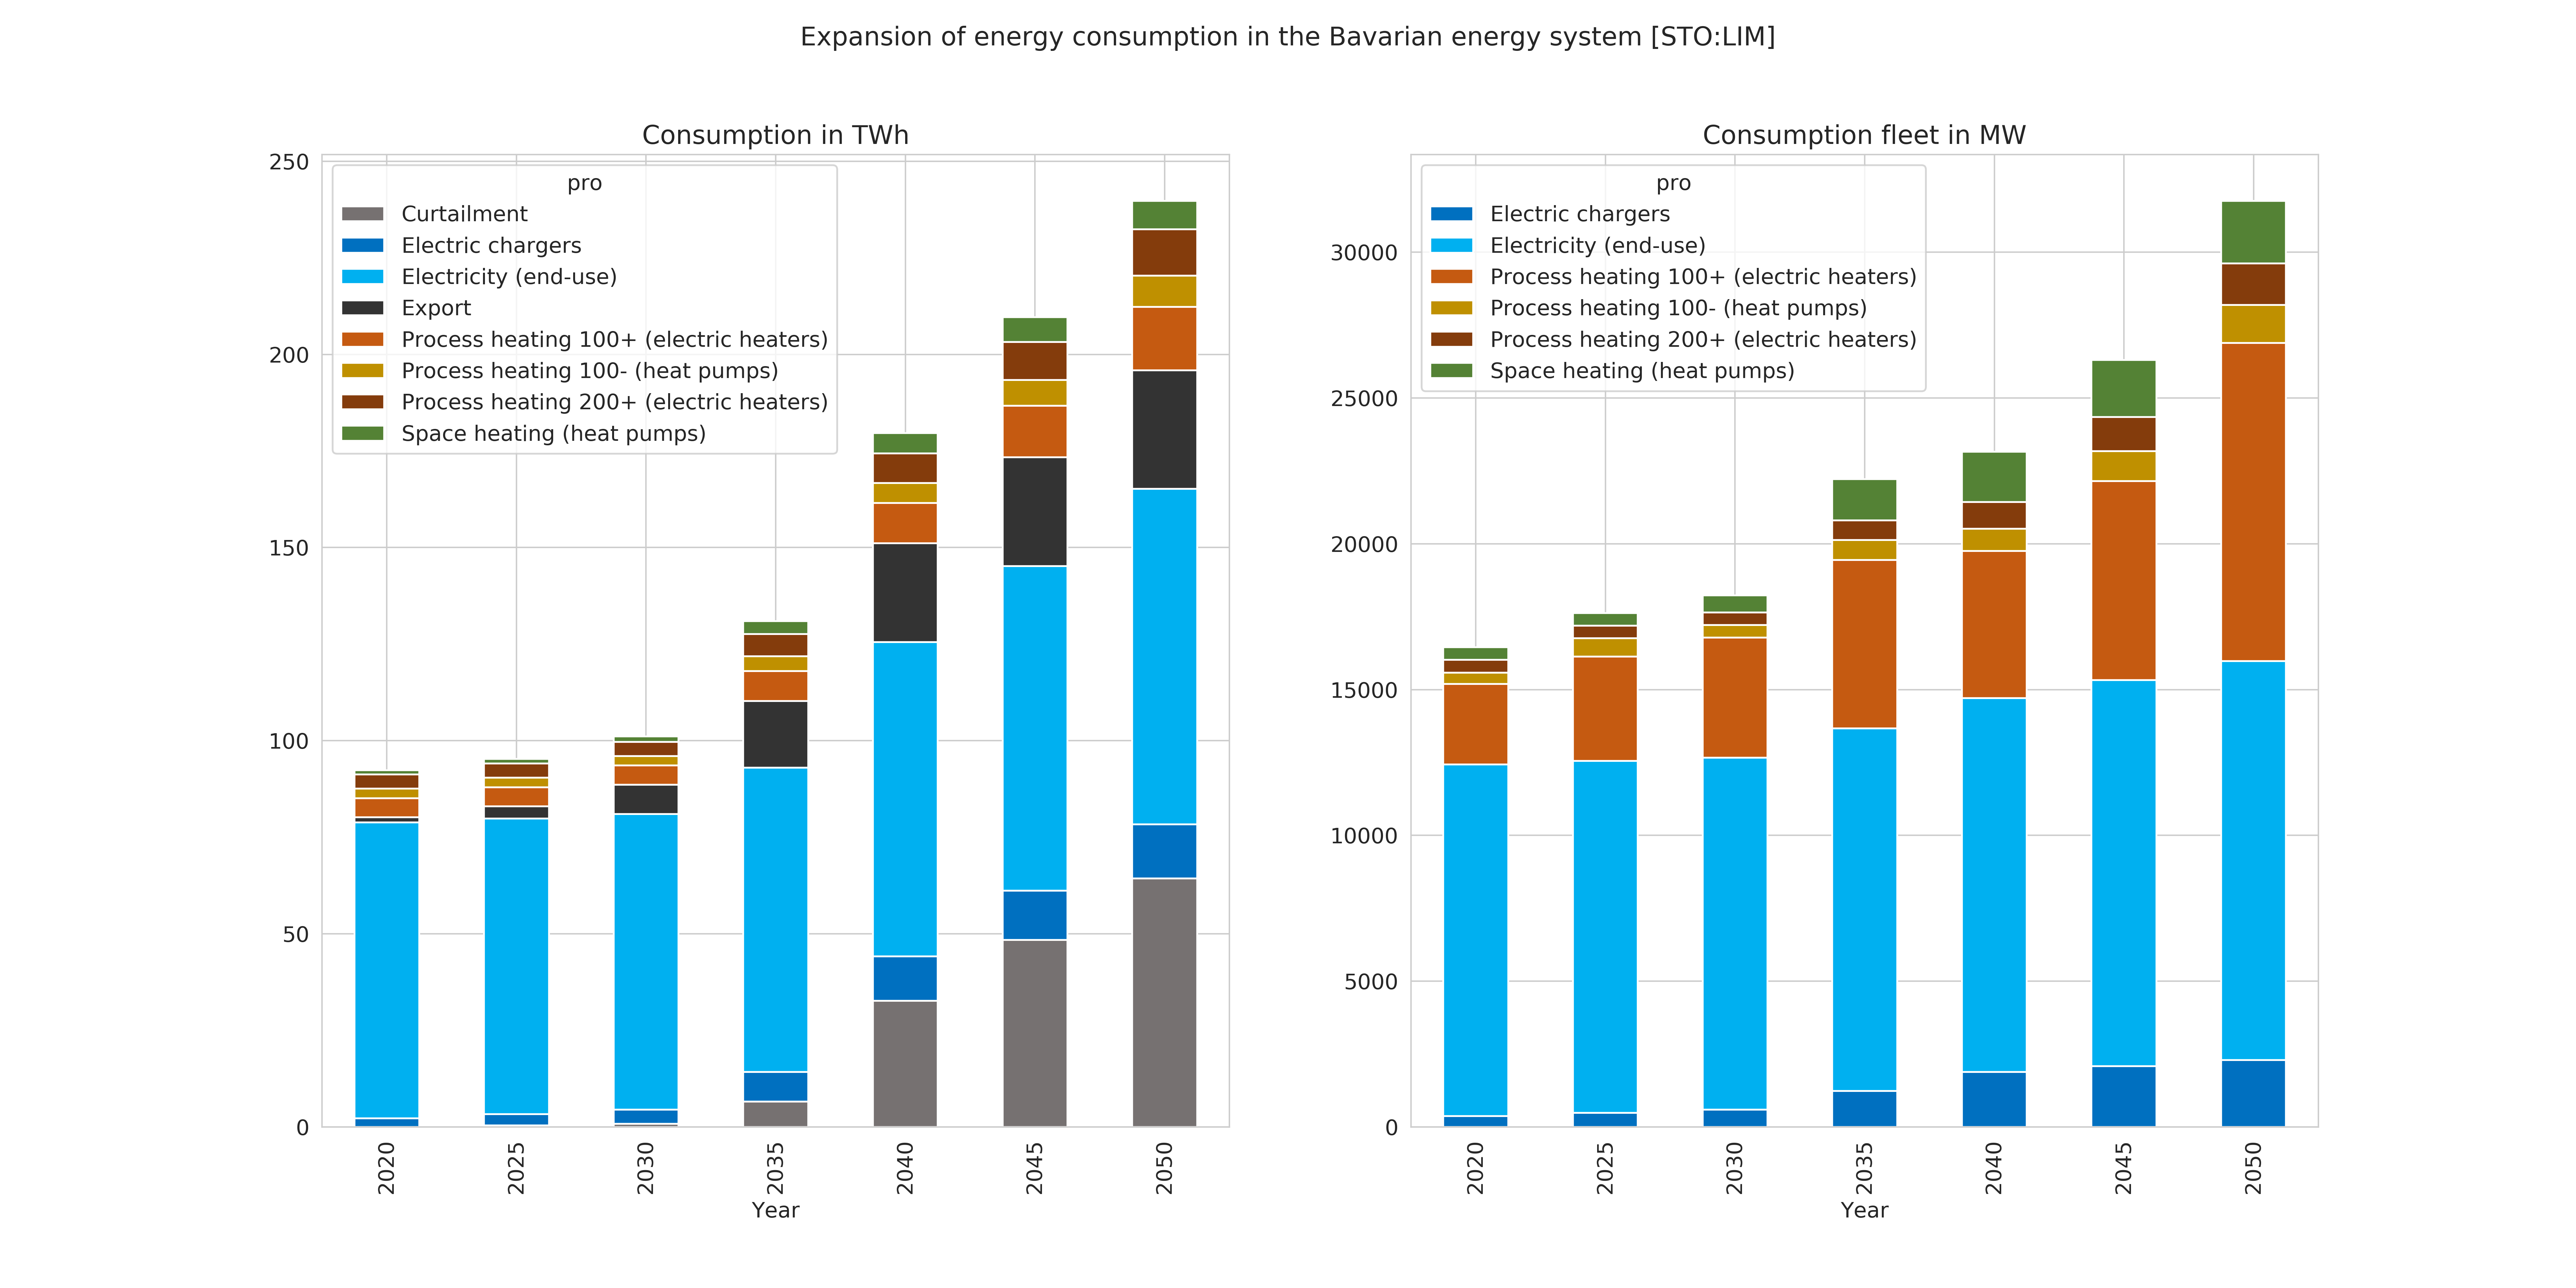 Expansion of energy consumption in the Bavarian energy system [STO:LIM]
Consumption in TWh
250
200
150
100
50
0
pro
Curtailment
Electric chargers
Electricity (end-use)
Export
Process heating 100+ (electric heaters)
Process heating 100- (heat pumps)
Process heating 200+ (electric heaters)
Space heating (heat pumps)
2020
2025
2030
2035
2040
2045
2050
Year
Consumption fleet in MW
30000
25000
20000
15000
10000
5000
0
pro
Electric chargers
Electricity (end-use)
Process heating 100+ (electric heaters)
Process heating 100- (heat pumps)
Process heating 200+ (electric heaters)
Space heating (heat pumps)
2020
2025
2030
2035
2040
2045
2050
Year